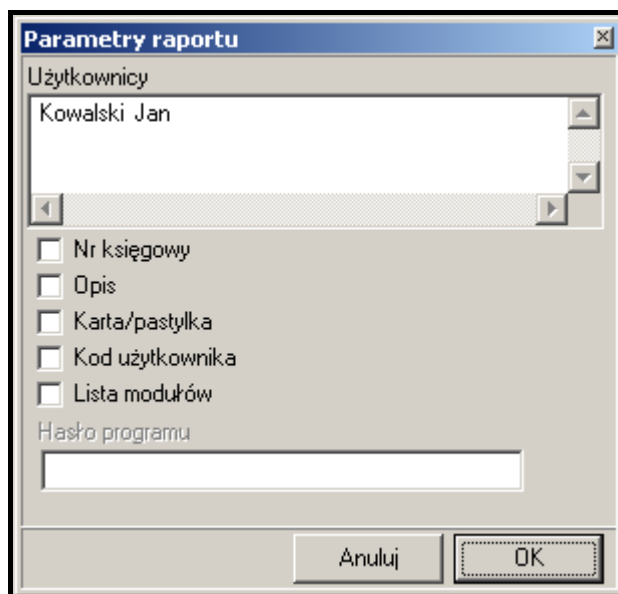 Parametry raportu
Użytkownicy
Kowalski Jan
Nr księgowy
Opis
Karta/pastylka
Kod użytkownika
Lista modułów
Hasło programu
Anuluj OK